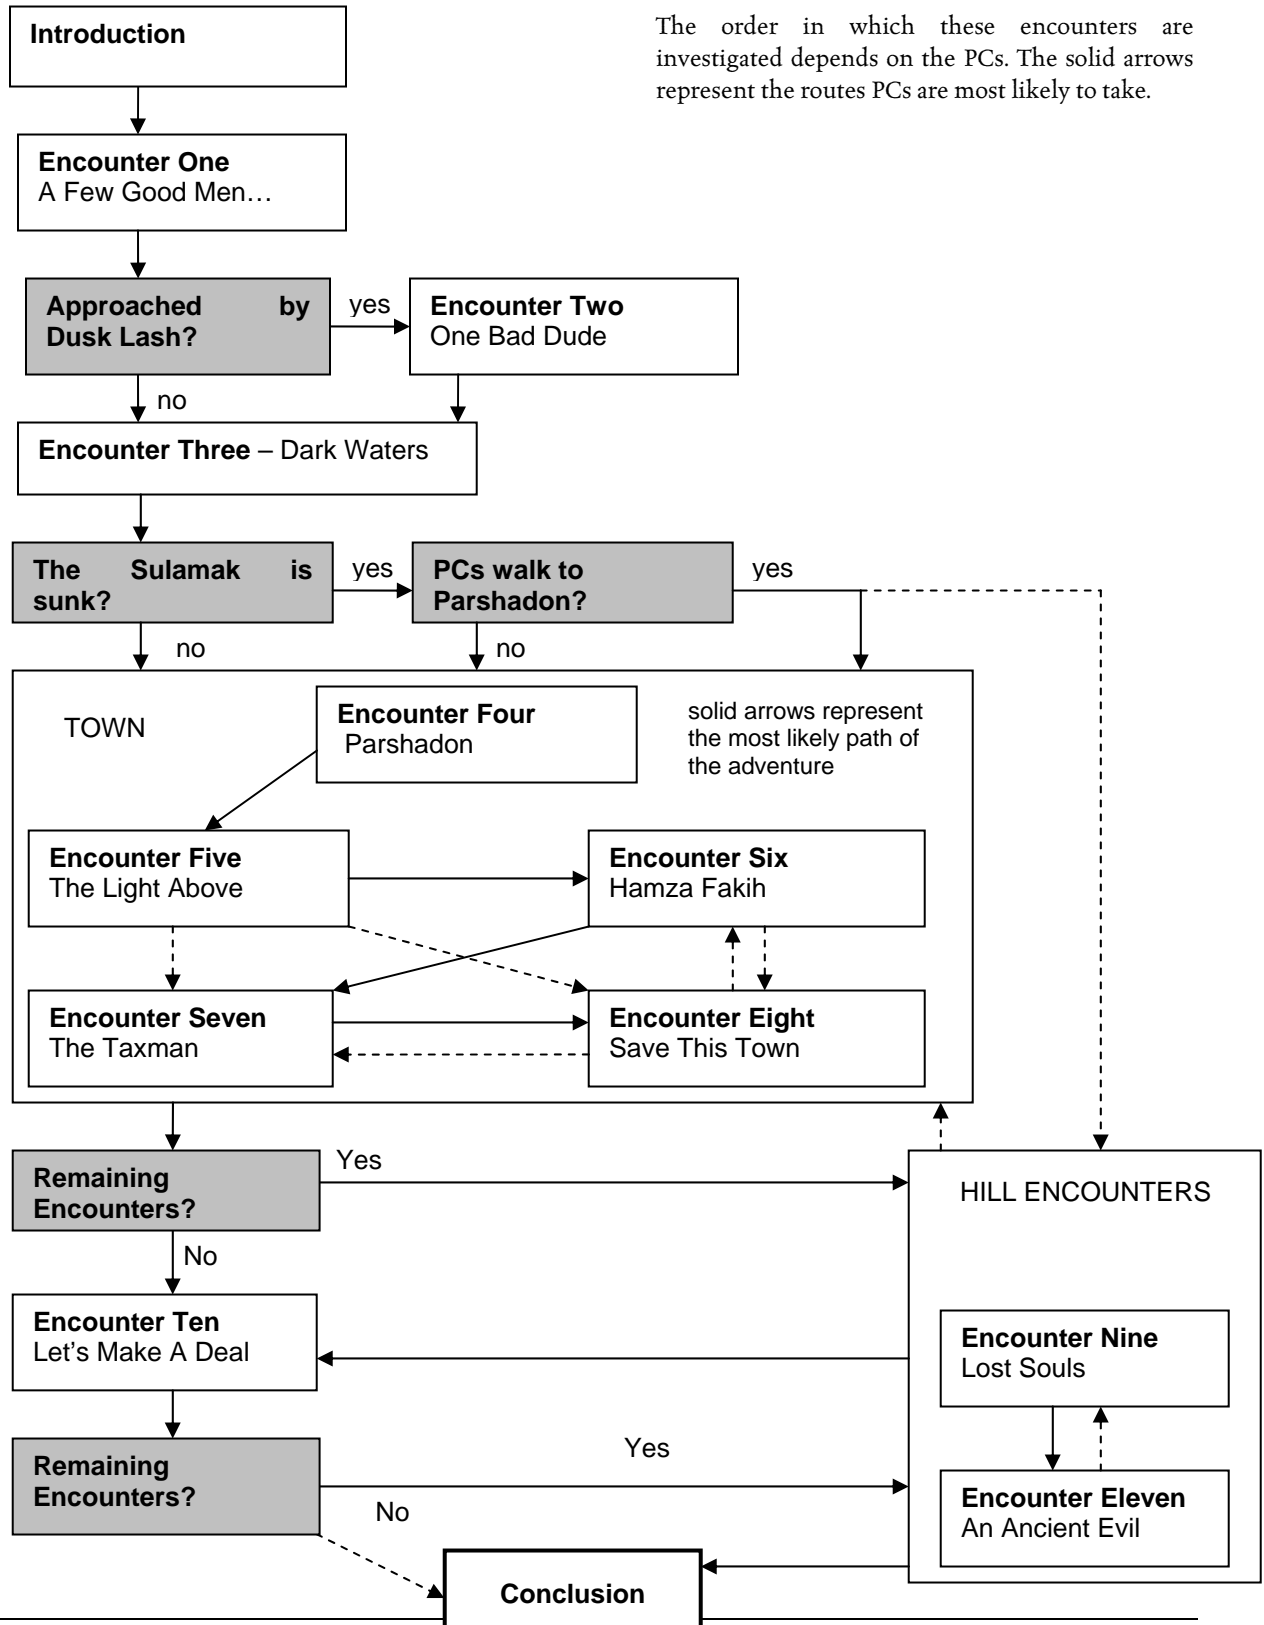 Introduction
The order in which these encounters are
investigated depends on the PCs. The solid arrows
represent the routes PCs are most likely to take.
Encounter One
A Few Good Men…
Approached by
Dusk Lash?
yes
Encounter Two
One Bad Dude
no
Encounter Three – Dark Waters
The Sulamak is
sunk?
yes
PCs walk to
Parshadon?
yes
no
no
TOWN
Encounter Four
Parshadon
solid arrows represent
the most likely path of
the adventure
Encounter Five
The Light Above
Encounter Six
Hamza Fakih
Encounter Seven
The Taxman
Encounter Eight
Save This Town
Remaining
Encounters?
Yes
HILL ENCOUNTERS
No
Encounter Ten
Let's Make A Deal
Encounter Nine
Lost Souls
Remaining
Encounters?
Yes
No
Encounter Eleven
An Ancient Evil
Conclusion